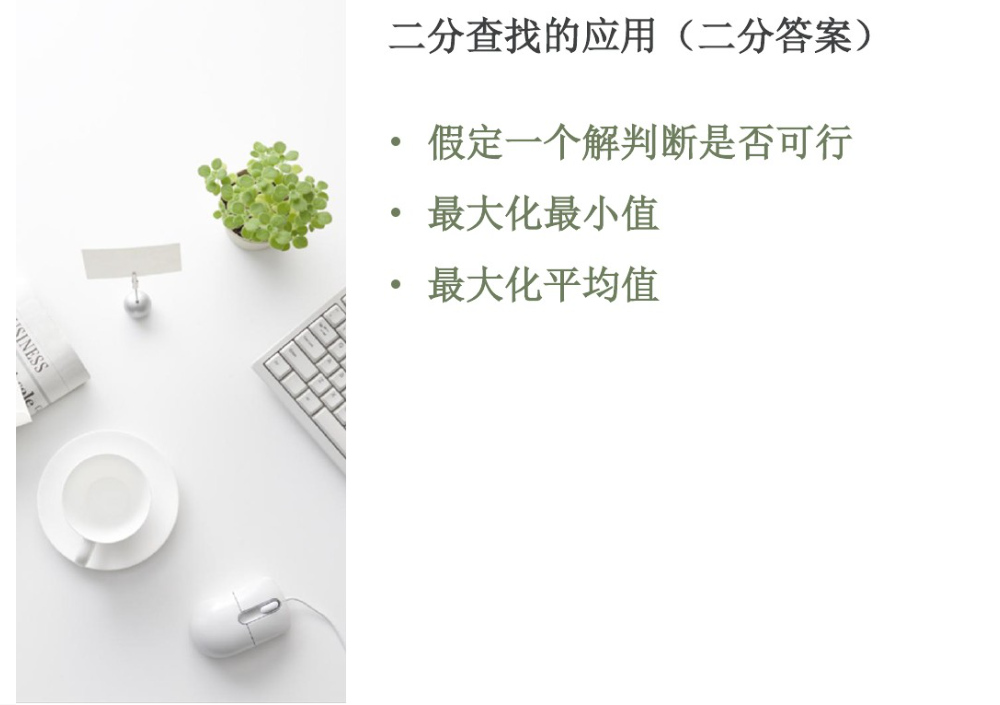 二分查找的应用（二分答案）
• 假定一个解判断是否可行
• 最大化最小值
• 最大化平均值